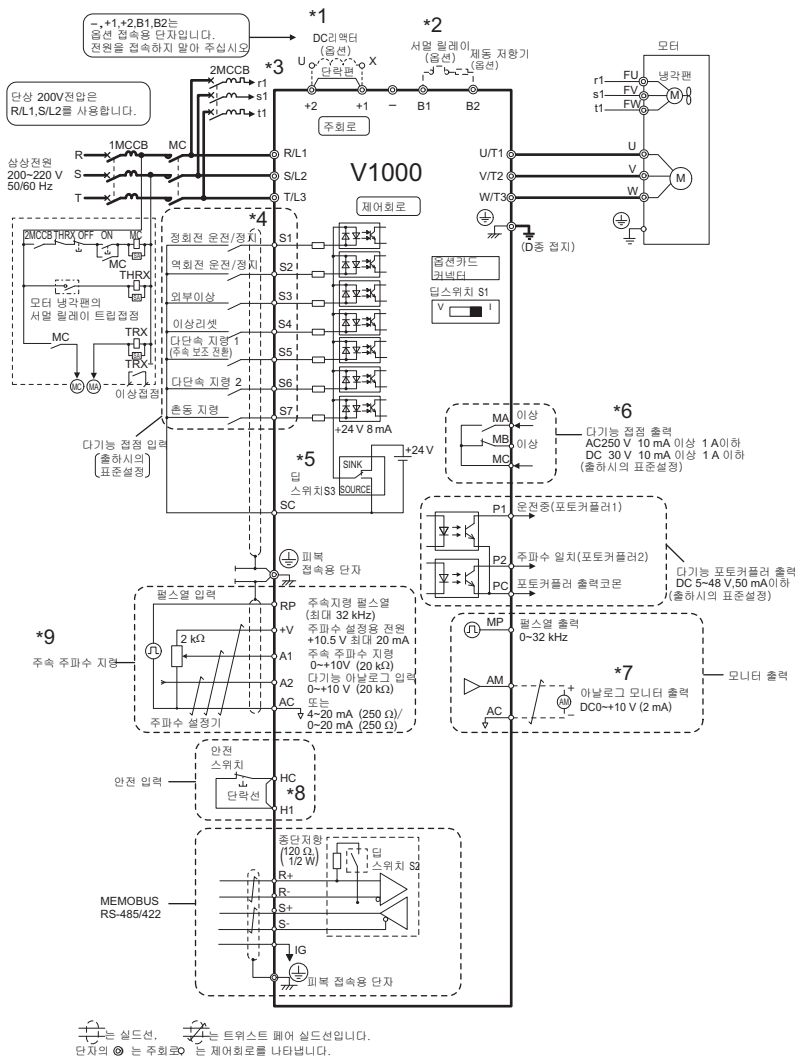 −,+1,+2,B1,B2는
옵션 접속용 단자입니다.
전원을 접속하지 말아 주십시오
*1
DC리액터
(옵션)
U X
단락편
*2
서멀 릴레이
(옵션)
제동 저항기
(옵션)
모터
2MCCB
*3
r1
s1
t1
+2 +1 − B1 B2
r1 FU
s1 FV
t1 FW
냉각팬
M
단상 200V전압은
R/L1,S/L2를 사용합니다.
주회로
1MCCB MC
삼상전원
200~220 V
50/60 Hz
R
S
T
R/L1
S/L2
T/L3
V1000
U/T1
V/T2
W/T3
U
V
W
M
제어회로
(D종 접지)
*4
2MCCB THRX OFF ON MC
MC
SA
THRX
SA
모터 냉각팬의
서멀 릴레이 트립접점
MC
TRX
SA
TRX
MC MA
이상접점
정회전 운전/정지 S1
역회전 운전/정지 S2
외부이상 S3
이상리셋 S4
다단속 지령 1
(주속 보조 전환) S5
다단속 지령 2 S6
촌동 지령 S7
옵션카드
커넥터
딥스위치 S1
V I
다기능 접점 입력
(출하시의
표준설정)
+24 V 8 mA
*5
딥
스위치S3
SINK
SOURCE
+24 V
SC
MA 이상
MB 이상
MC
*6
다기능 접점 출력
AC250 V 10 mA 이상 1 A이하
DC 30 V 10 mA 이상 1 A 이하
(출하시의 표준설정)
P1 운전중(포토커플러1)
P2 주파수 일치(포토커플러2)
PC 포토커플러 출력코몬
다기능 포토커플러 출력
DC 5~48 V,50 mA이하
(출하시의 표준설정)
피복
접속용 단자
펄스열 입력
*9
주속 주파수 지령
2 kΩ
주파수 설정기
RP 주속지령 펄스열
(최대 32 kHz)
+V 주파수 설정용 전원
+10.5 V 최대 20 mA
A1 주속 주파수 지령
0~+10V (20 kΩ)
A2 다기능 아날로그 입력
0~+10 V (20 kΩ)
AC 또는
4~20 mA (250 Ω)/
0~20 mA (250 Ω)
MP 펄스열 출력
0~32 kHz
*7
AM
AC
+
AM
−
아날로그 모니터 출력
DC0~+10 V (2 mA)
모니터 출력
안전 입력
안전
스위치
단락선
HC
H1
*8
MEMOBUS
RS-485/422
종단저항
(120 Ω,
1/2 W)
딥
스위치 S2
R+
R-
S+
S-
IG
피복 접속용 단자
는 실드선, 는 트위스트 페어 실드선입니다.
단자의 ◎ 는 주회로○ 는 제어회로를 나타냅니다.